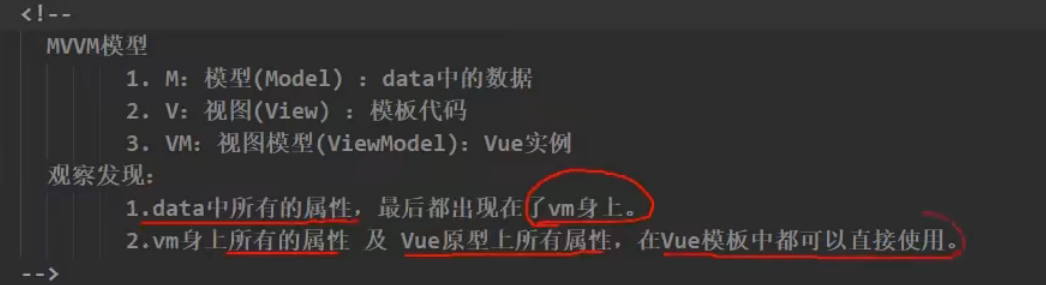 <!--
MVVM模型
1. M：模型(Model) ：data中的数据
2. V：视图(View) ：模板代码
3. VM：视图模型(ViewModel)：Vue实例
观察发现：
1.data中所有的属性，最后都出现在了vm身上。
2.vm身上所有的属性 及 Vue原型上所有属性，在Vue模板中都可以直接使用。
-->